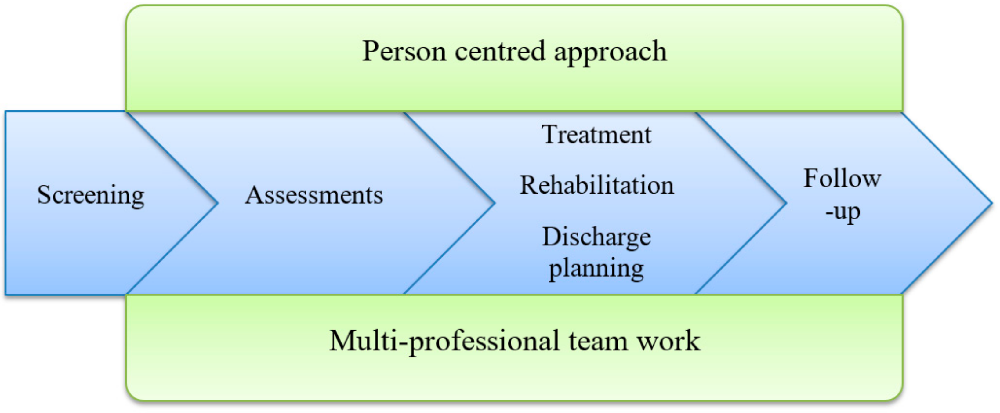 Person centred approach
Screening
Assessments
Treatment
Rehabilitation
Discharge
planning
Follow
-up
Multi-professional team work